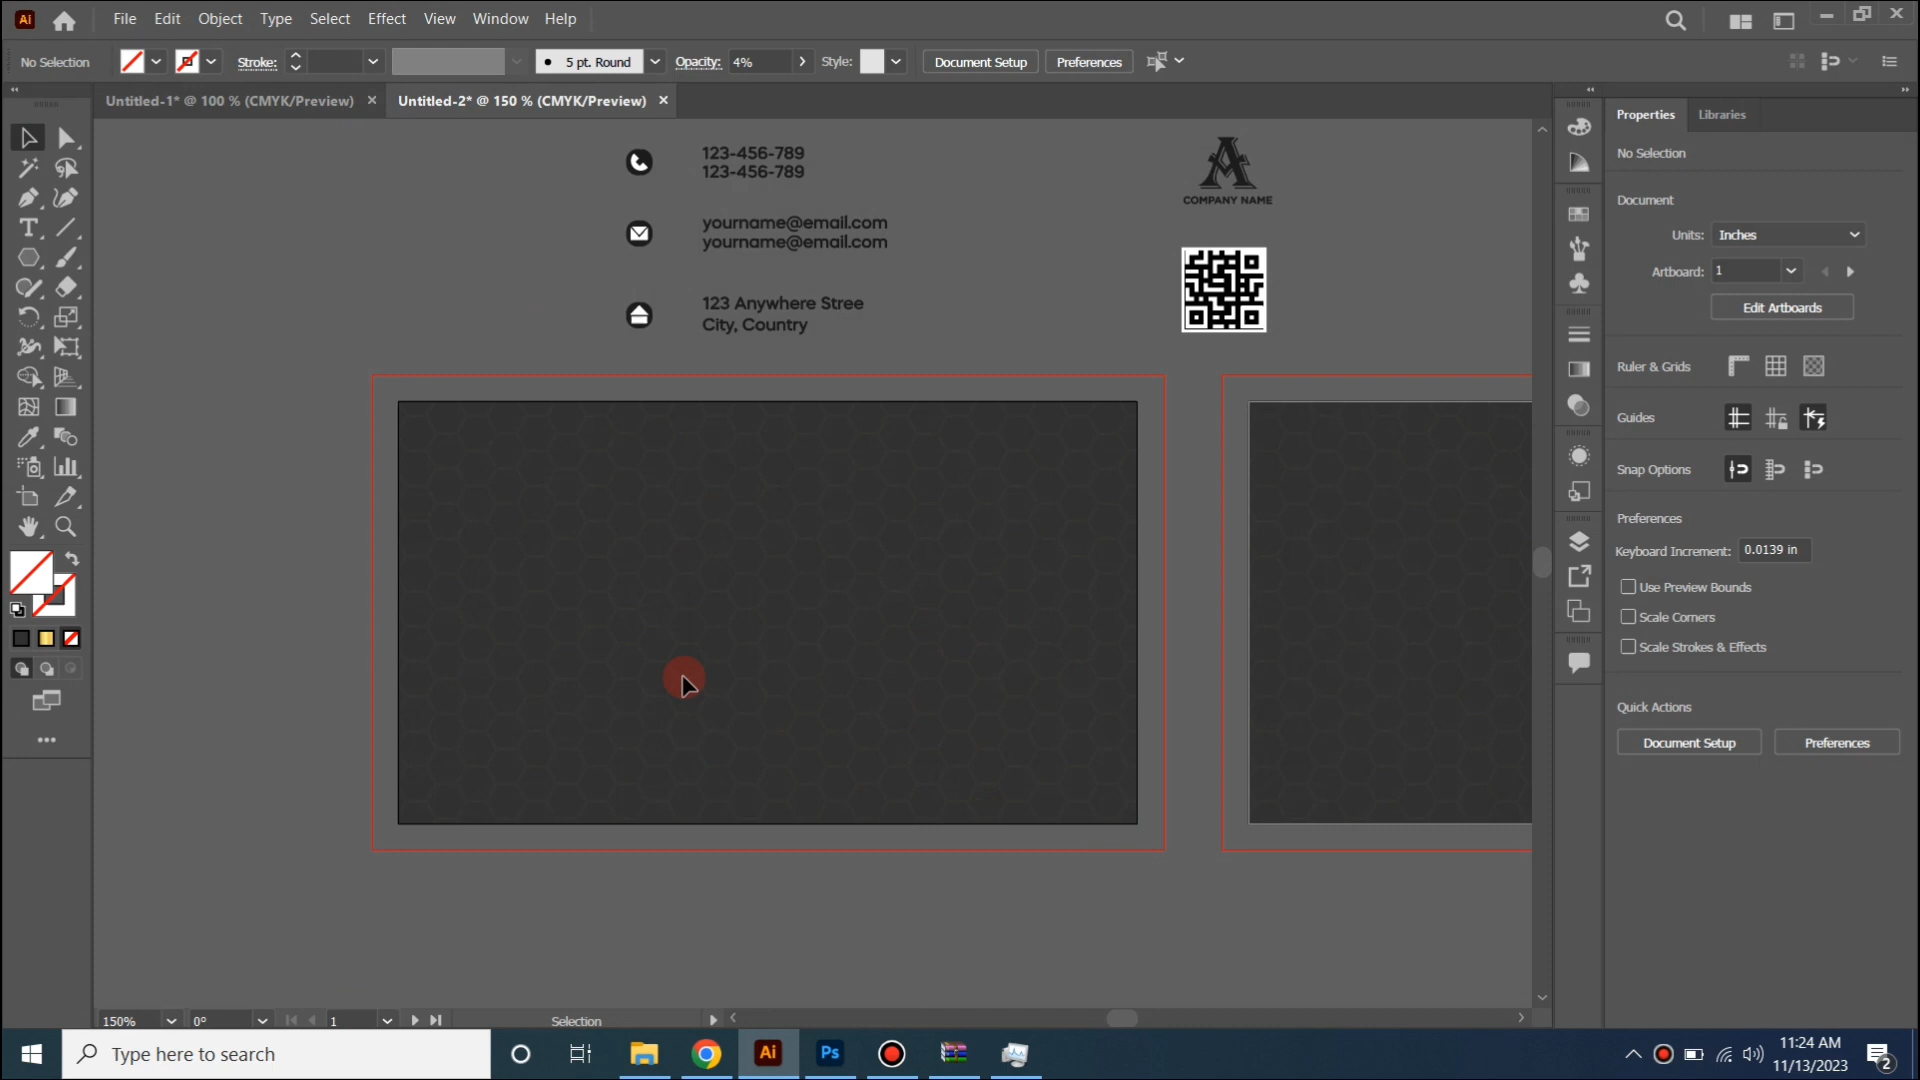 Ai File Edit Object Type Select Effect View Window Help
No Selection Stroke: 5 pt. Round Opacity: 4% Style: Document Setup Preferences
Untitled-1* @ 100 % (CMYK/Preview) Untitled-2* @ 150 % (CMYK/Preview)
Properties Libraries
No Selection
Document
Units: Inches
Artboard: 1
Edit Artboards
Ruler & Grids
Guides
Snap Options
Preferences
Keyboard Increment: 0.0139 in
Use Preview Bounds
Scale Corners
Scale Strokes & Effects
Quick Actions
Document Setup Preferences
123-456-789
123-456-789
yourname@email.com
yourname@email.com
123 Anywhere Stree
City, Country
A
COMPANY NAME
150% 0° 1 Selection
Type here to search
Ai Ps
11:24 AM
11/13/2023
2